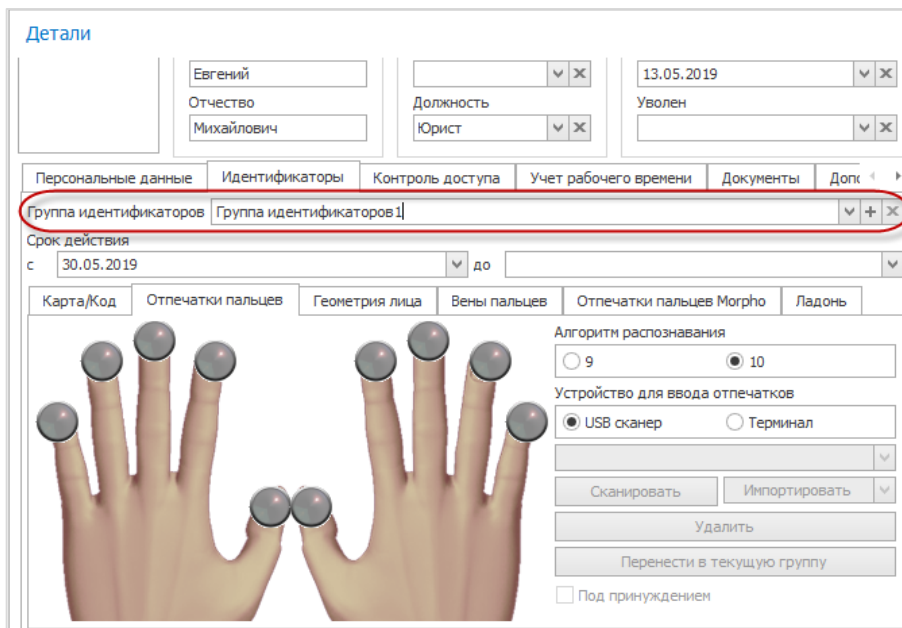 Детали
Евгений
13.05.2019
Отчество
Должность
Уволен
Михайлович
Юрист
Персональные данные
Идентификаторы
Контроль доступа
Учет рабочего времени
Документы
Допо
Группа идентификаторов
Группа идентификаторов1
Срок действия
с
30.05.2019
до
Карта/Код
Отпечатки пальцев
Геометрия лица
Вены пальцев
Отпечатки пальцев Morpho
Ладонь
Алгоритм распознавания
9
10
Устройство для ввода отпечатков
USB сканер
Терминал
Сканировать
Импортировать
Удалить
Перенести в текущую группу
Под принуждением